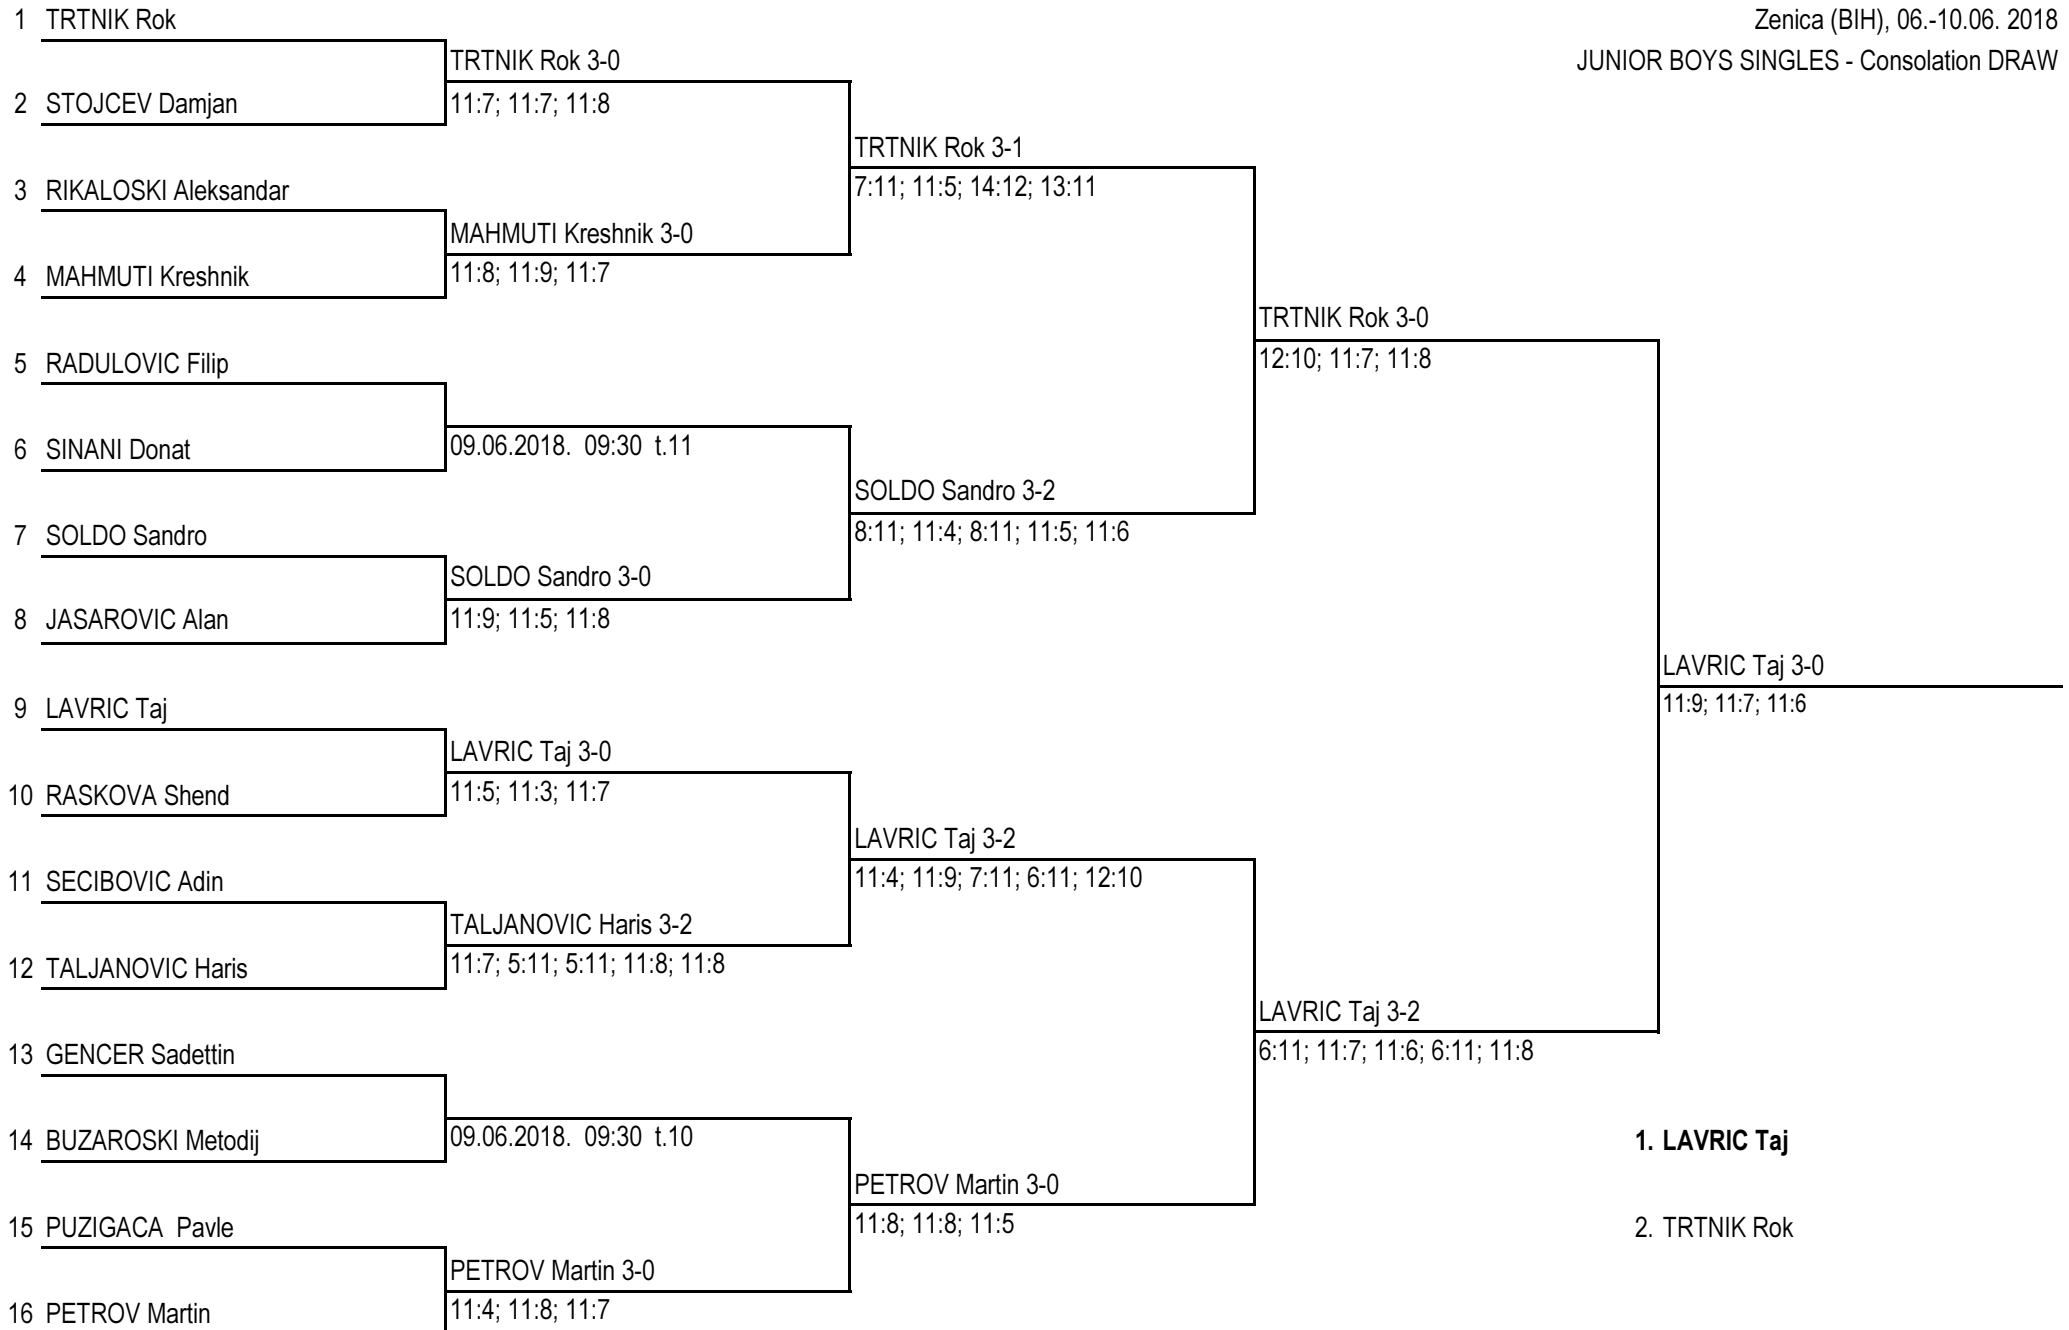 1 TRTNIK Rok
Zenica (BIH), 06.-10.06. 2018
TRTNIK Rok 3-0
JUNIOR BOYS SINGLES - Consolation DRAW
2 STOJCEV Damjan
11:7; 11:7; 11:8
TRTNIK Rok 3-1
3 RIKALOSKI Aleksandar
7:11; 11:5; 14:12; 13:11
MAHMUTI Kreshnik 3-0
4 MAHMUTI Kreshnik
11:8; 11:9; 11:7
TRTNIK Rok 3-0
5 RADULOVIC Filip
12:10; 11:7; 11:8
6 SINANI Donat
09.06.2018.  09:30  t.11
SOLDO Sandro 3-2
7 SOLDO Sandro
8:11; 11:4; 8:11; 11:5; 11:6
SOLDO Sandro 3-0
8 JASAROVIC Alan
11:9; 11:5; 11:8
LAVRIC Taj 3-0
9 LAVRIC Taj
11:9; 11:7; 11:6
LAVRIC Taj 3-0
10 RASKOVA Shend
11:5; 11:3; 11:7
LAVRIC Taj 3-2
11 SECIBOVIC Adin
11:4; 11:9; 7:11; 6:11; 12:10
TALJANOVIC Haris 3-2
12 TALJANOVIC Haris
11:7; 5:11; 5:11; 11:8; 11:8
LAVRIC Taj 3-2
13 GENCER Sadettin
6:11; 11:7; 11:6; 6:11; 11:8
14 BUZAROSKI Metodij
09.06.2018.  09:30  t.10
1. LAVRIC Taj
PETROV Martin 3-0
15 PUZIGACA  Pavle
11:8; 11:8; 11:5
2. TRTNIK Rok
PETROV Martin 3-0
16 PETROV Martin
11:4; 11:8; 11:7